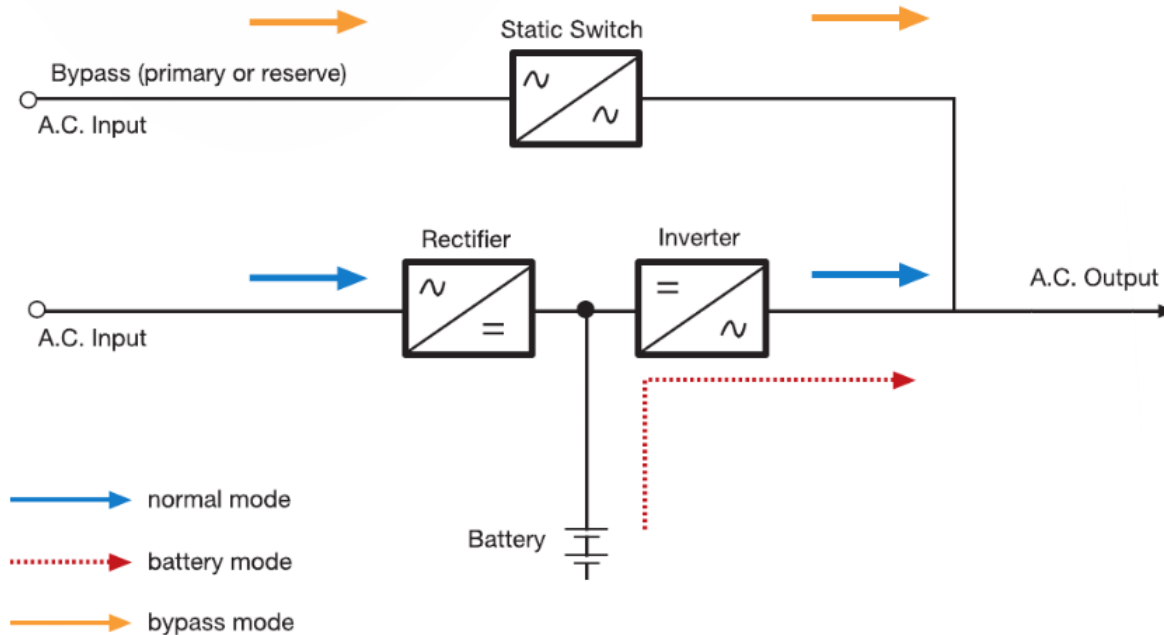 Static Switch
Bypass (primary or reserve)
A.C. Input
Rectifier
Inverter
A.C. Output
A.C. Input
normal mode
Battery
battery mode
bypass mode